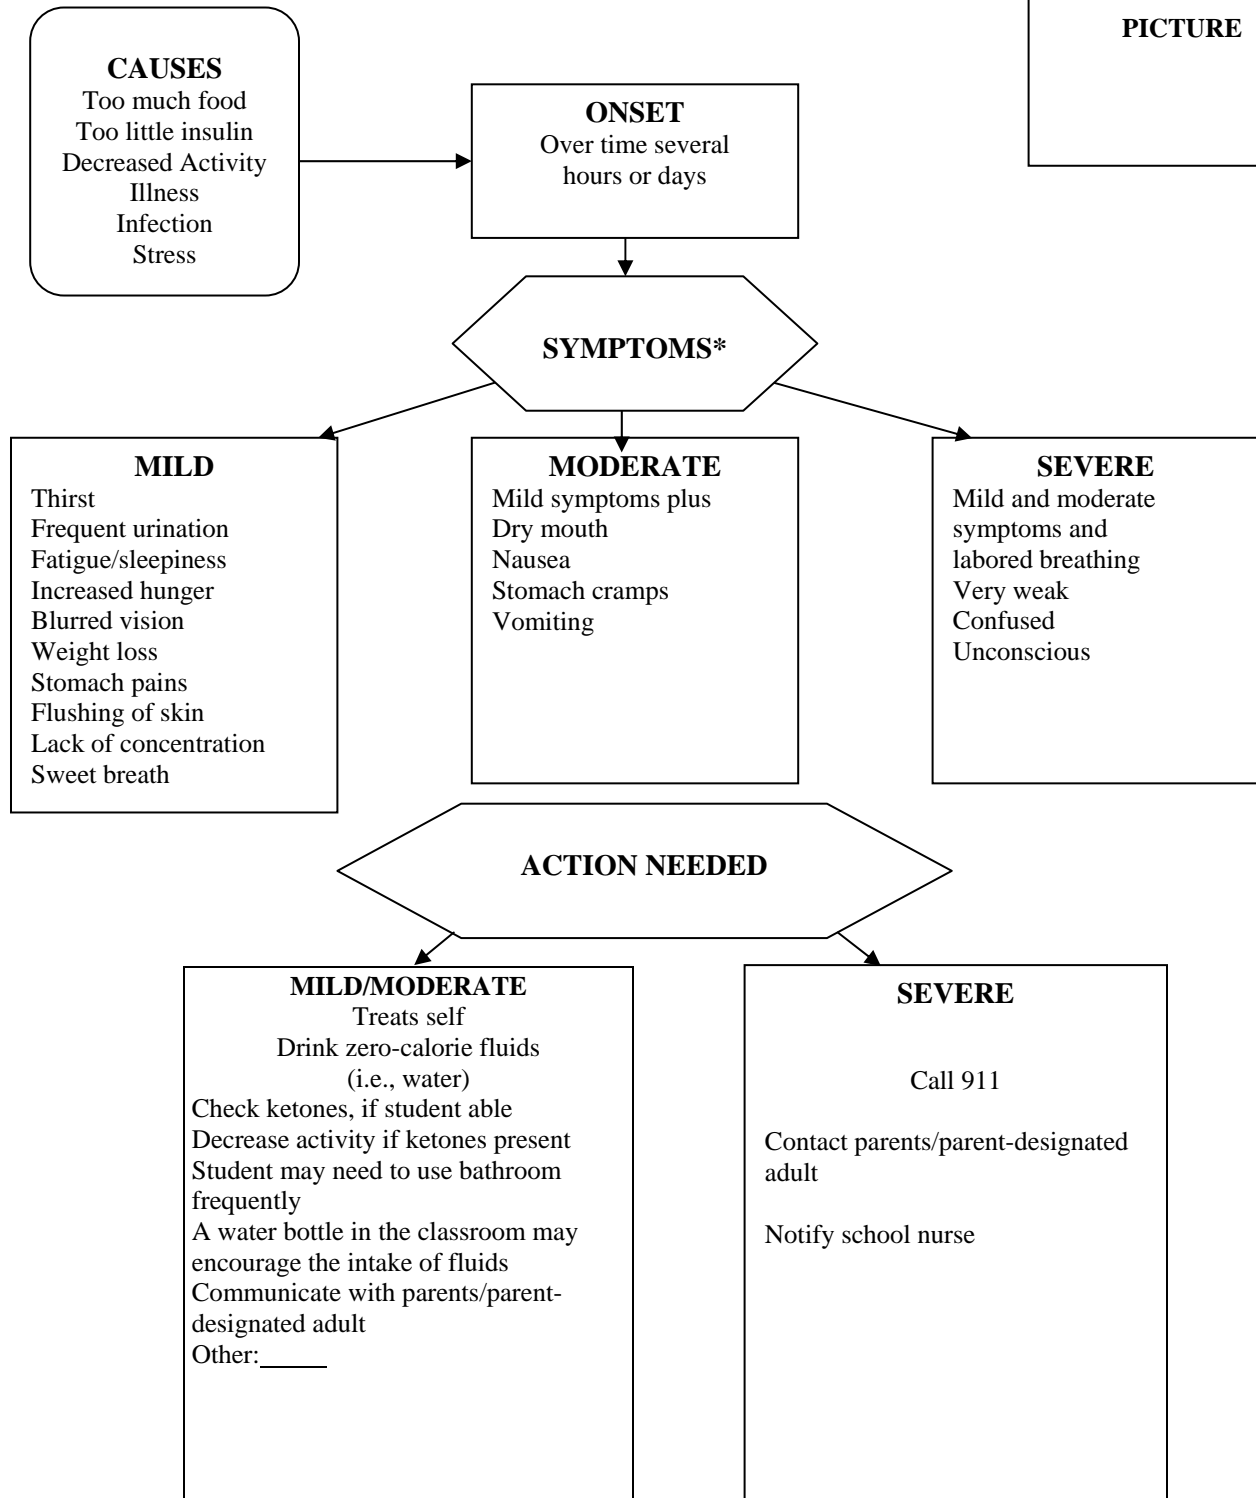 PICTURE
CAUSES
Too much food
Too little insulin
Decreased Activity
Illness
Infection
Stress
ONSET
Over time several
hours or days
SYMPTOMS*
MILD
Thirst
Frequent urination
Fatigue/sleepiness
Increased hunger
Blurred vision
Weight loss
Stomach pains
Flushing of skin
Lack of concentration
Sweet breath
MODERATE
Mild symptoms plus
Dry mouth
Nausea
Stomach cramps
Vomiting
SEVERE
Mild and moderate
symptoms and
labored breathing
Very weak
Confused
Unconscious
ACTION NEEDED
MILD/MODERATE
Treats self
Drink zero-calorie fluids
(i.e., water)
Check ketones, if student able
Decrease activity if ketones present
Student may need to use bathroom
frequently
A water bottle in the classroom may
encourage the intake of fluids
Communicate with parents/parent-
designated adult
Other:_____
SEVERE
Call 911
Contact parents/parent-designated
adult
Notify school nurse